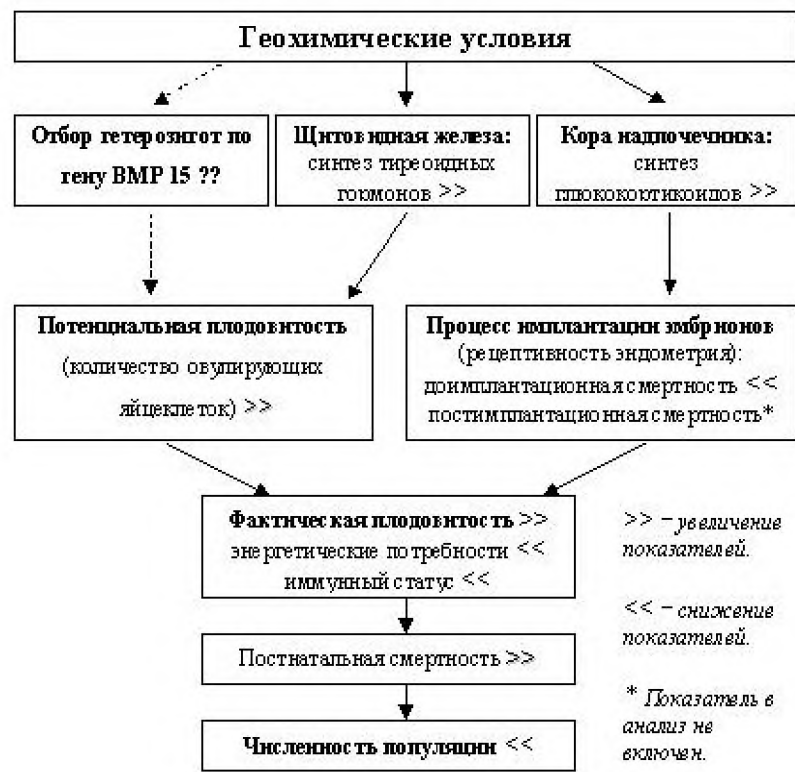 Геохимические условия
Отбор гетерозигот по
гену BMP 15 ??
Щитовидная железа:
синтез тиреоидных
гормонов >>
Кора надпочечника:
синтез
глюкокортикоидов >>
Потенциальная плодовитость
(количество овулирующих
яйцеклеток) >>
Процесс имплантации эмбрионов
(рецептивность эндометрия):
доимплантационная смертность <<
постимплантационная смертность*
Фактическая плодовитость >>
энергетические потребности <<
иммунный статус <<
Постнатальная смертность >>
Численность популяции <<
>> – увеличение
показателей.
<< – снижение
показателей.
* Показатель в
анализ не
включен.